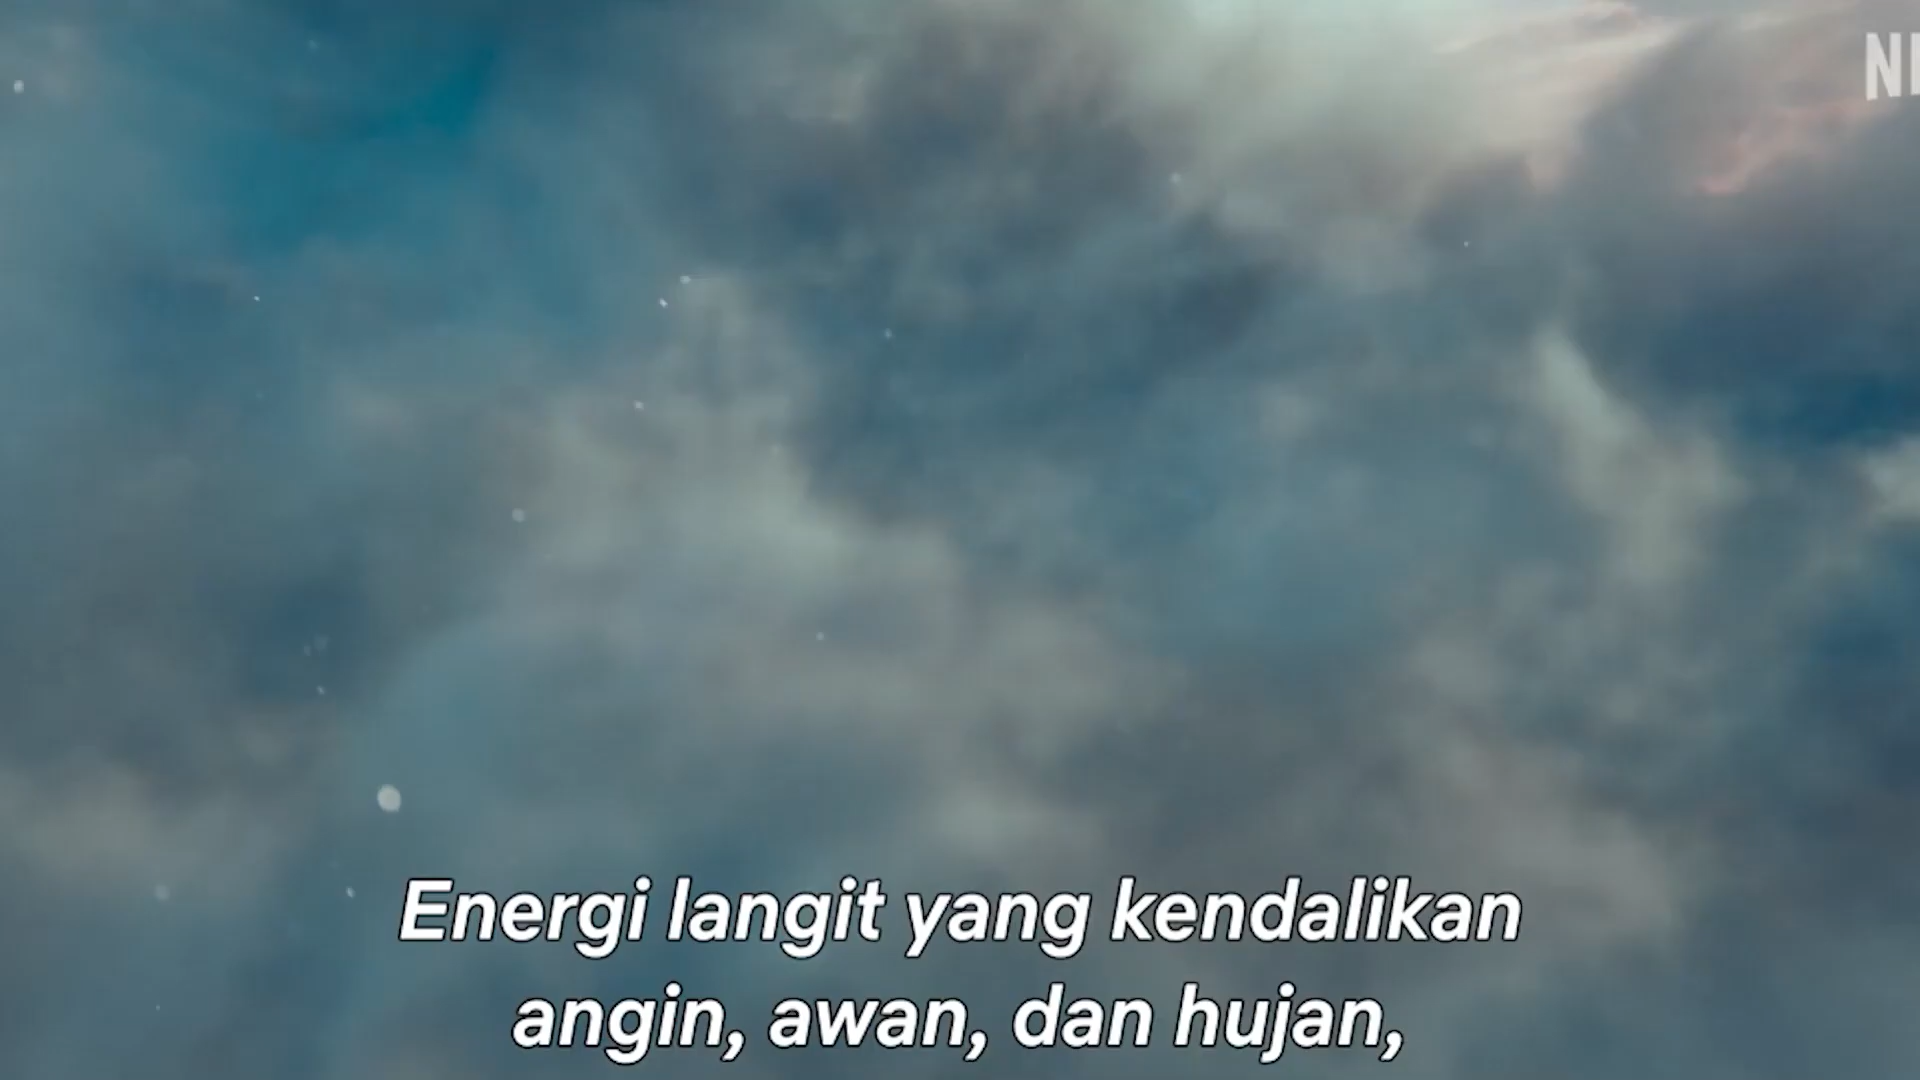 Energi langit yang kendalikan
angin, awan, dan hujan,